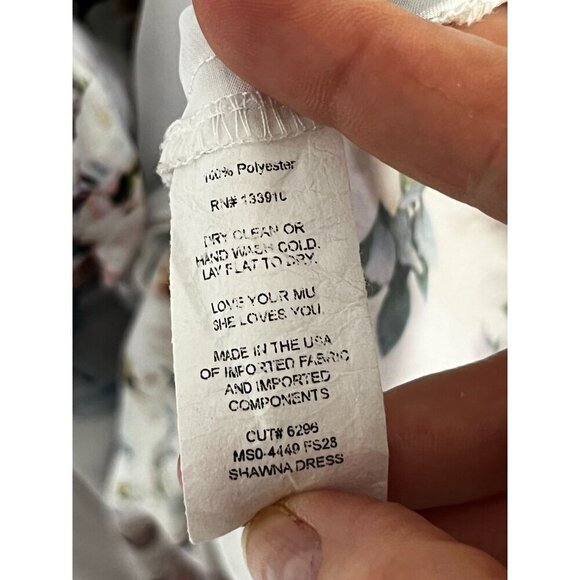 100% Polyester
RN# 133910
DRY CLEAN OR
HAND WASH COLD.
LAY FLAT TO DRY.
LOVE YOUR MU
SHE LOVES YOU.
MADE IN THE USA
OF IMPORTED FABRIC
AND IMPORTED
COMPONENTS
CUT# 6296
MS0-4449 FS28
SHAWNA DRESS